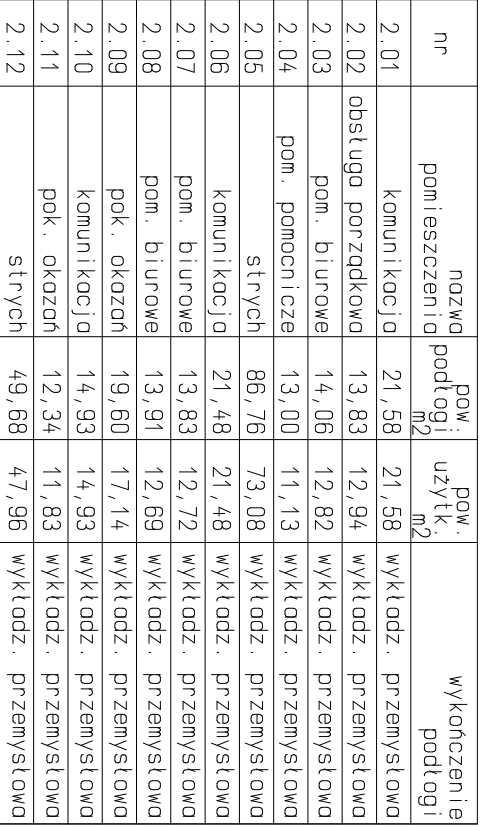 nr nazwa pomieszczenia pow. podłogi m2 pow. użytk. m2 wykończenie podłogi
2.01 komunikacja 21,58 21,58 wykładz. przemysłowa
2.02 obsługa porządkowa 13,83 12,94 wykładz. przemysłowa
2.03 pom. biurowe 14,06 12,82 wykładz. przemysłowa
2.04 pom. pomocnicze 13,00 11,13 wykładz. przemysłowa
2.05 strych 86,76 73,08 wykładz. przemysłowa
2.06 komunikacja 21,48 21,48 wykładz. przemysłowa
2.07 pom. biurowe 13,83 12,72 wykładz. przemysłowa
2.08 pom. biurowe 13,91 12,69 wykładz. przemysłowa
2.09 pok. okazań 19,60 17,14 wykładz. przemysłowa
2.10 komunikacja 14,93 14,93 wykładz. przemysłowa
2.11 pok. okazań 12,34 11,83 wykładz. przemysłowa
2.12 strych 49,68 47,96 wykładz. przemysłowa